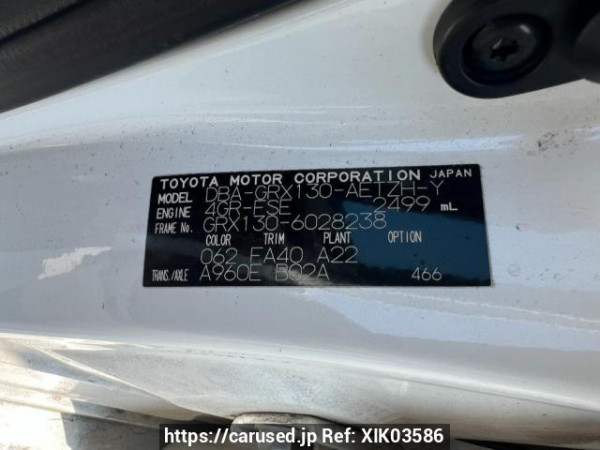 TOYOTA MOTOR CORPORATION JAPAN
MODEL DBA-GRX130-AETZH-Y
ENGINE 4GR-FSE 2499 mL
FRAME No. GRX130-6028238
COLOR TRIM PLANT OPTION
062 EA40 A22
TRANS./AXLE A960E B02A 466
https://carused.jp Ref: XIK03586